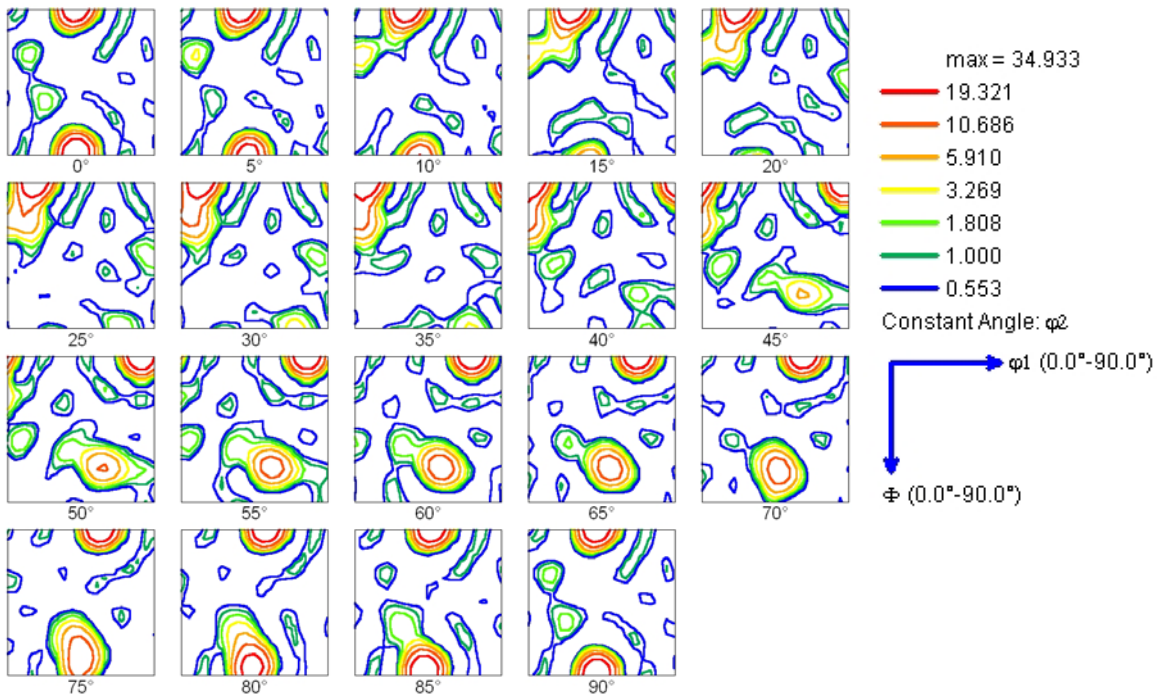 0° 5° 10° 15° 20°
25° 30° 35° 40° 45°
50° 55° 60° 65° 70°
75° 80° 85° 90°
max = 34.933
19.321
10.686
5.910
3.269
1.808
1.000
0.553
Constant Angle: φ2
φ1 (0.0°-90.0°)
Φ (0.0°-90.0°)